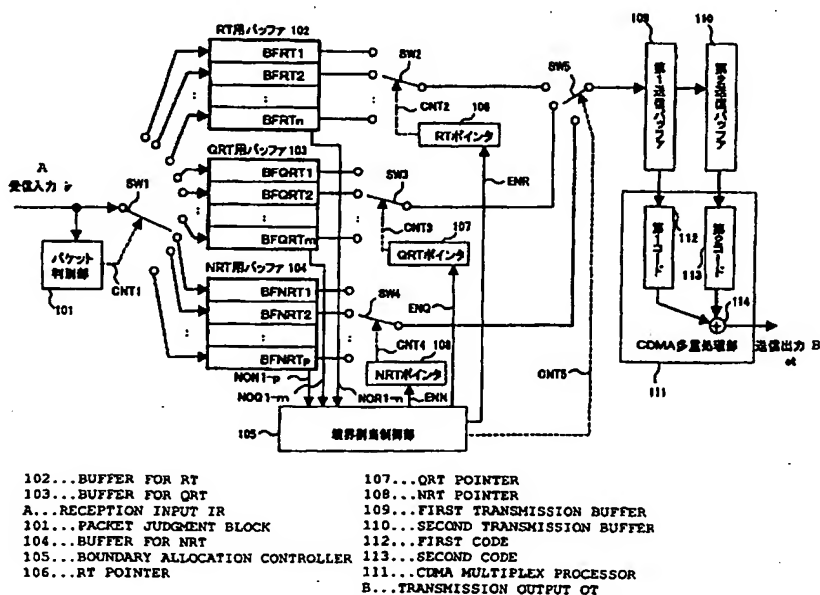 RT用バッファ 102
BFRT1
BFRT2
:
BFRTn
SW2
CNT2
106
RTポインタ
ENR
SW5
109
第1送信バッファ
110
第2送信バッファ
A
受信入力 ir
SW1
パケット判別部
101
CNT1
QRT用バッファ 103
BFQRT1
BFQRT2
:
BFQRTm
SW3
CNT3
107
QRTポインタ
ENQ
NRT用バッファ 104
BFNRT1
BFNRT2
:
BFNRTp
SW4
CNT4
108
NRTポインタ
ENN
NON1-p
NOQ1-m
NOR1-n
105
境界割当制御部
CNT5
112
第1コード
113
第2コード
114
CDMA多重処理部
111
送信出力 B
ot
102...BUFFER FOR RT
103...BUFFER FOR QRT
A...RECEPTION INPUT IR
101...PACKET JUDGMENT BLOCK
104...BUFFER FOR NRT
105...BOUNDARY ALLOCATION CONTROLLER
106...RT POINTER
107...QRT POINTER
108...NRT POINTER
109...FIRST TRANSMISSION BUFFER
110...SECOND TRANSMISSION BUFFER
112...FIRST CODE
113...SECOND CODE
111...CDMA MULTIPLEX PROCESSOR
B...TRANSMISSION OUTPUT OT